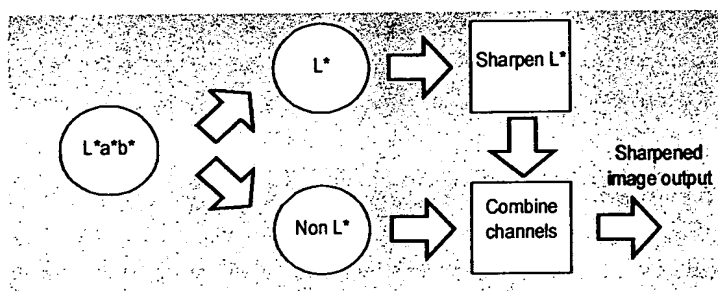 L*
Sharpen L*
L*a*b*
Sharpened
image output
Non L*
Combine
channels